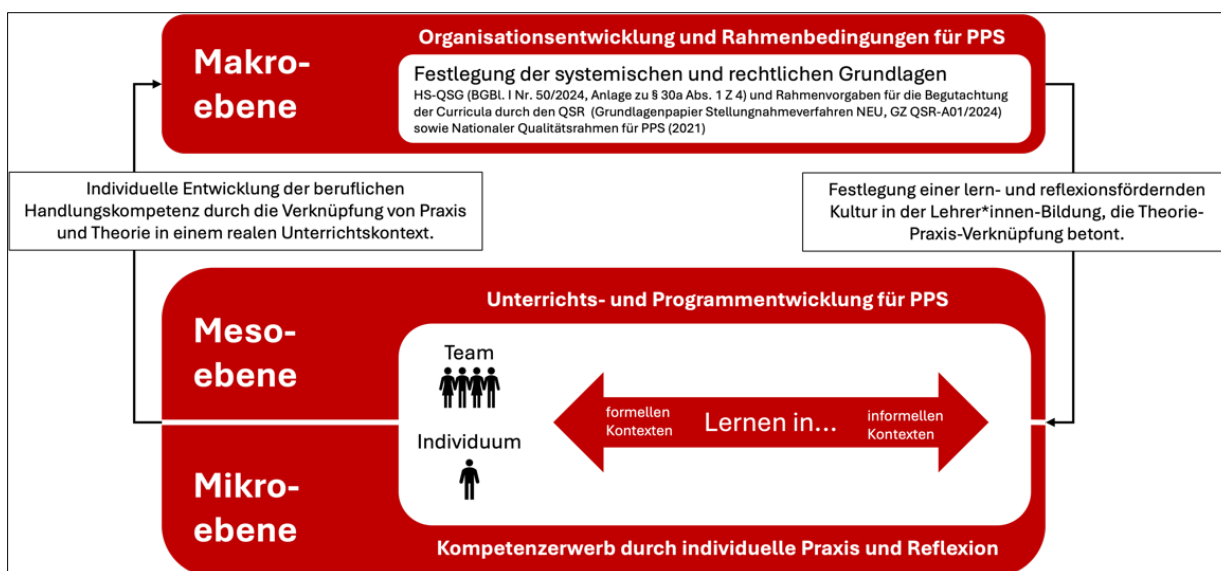 Makro-
ebene
Organisationsentwicklung und Rahmenbedingungen für PPS
Festlegung der systemischen und rechtlichen Grundlagen
HS-QSG (BGBl. I Nr. 50/2024, Anlage zu § 30a Abs. 1 Z 4) und Rahmenvorgaben für die Begutachtung
der Curricula durch den QSR (Grundlagenpapier Stellungnahmeverfahren NEU, GZ QSR-A01/2024)
sowie Nationaler Qualitätsrahmen für PPS (2021)
Individuelle Entwicklung der beruflichen
Handlungskompetenz durch die Verknüpfung von Praxis
und Theorie in einem realen Unterrichtskontext.
Festlegung einer lern- und reflexionsfördernden
Kultur in der Lehrer*innen-Bildung, die Theorie-
Praxis-Verknüpfung betont.
Meso-
ebene
Unterrichts- und Programmentwicklung für PPS
Team
Individuum
formellen
Kontexten
Lernen in...
informellen
Kontexten
Mikro-
ebene
Kompetenzerwerb durch individuelle Praxis und Reflexion